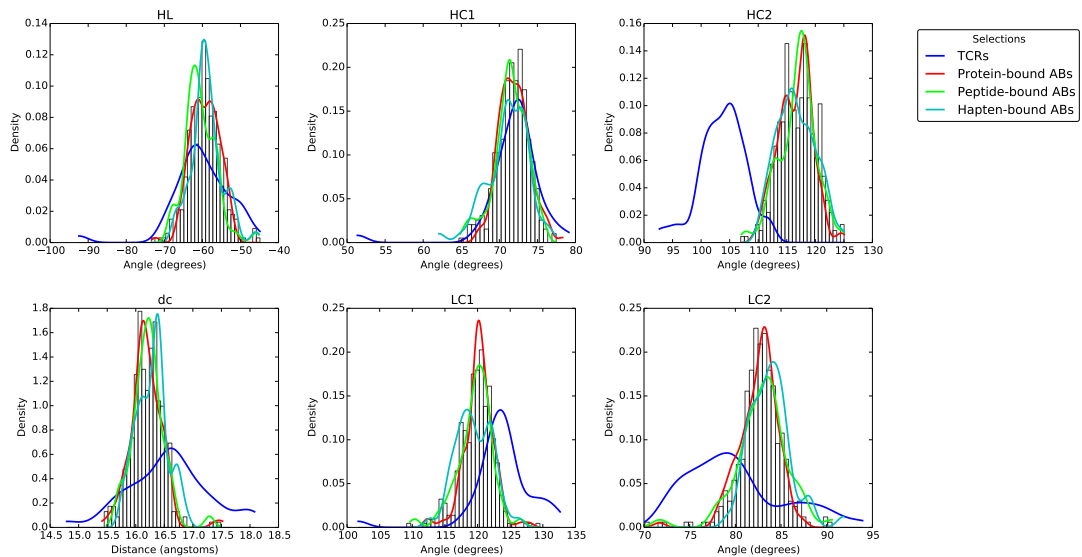 HL
HC1
HC2
0.14
0.12
0.10
0.08
0.06
0.04
0.02
0.00
Density
−100 −90 −80 −70 −60 −50 −40
Angle (degrees)
0.25
0.20
0.15
0.10
0.05
0.00
Density
50 55 60 65 70 75 80
Angle (degrees)
0.16
0.14
0.12
0.10
0.08
0.06
0.04
0.02
0.00
Density
90 95 100 105 110 115 120 125 130
Angle (degrees)
Selections
TCRs
Protein-bound ABs
Peptide-bound ABs
Hapten-bound ABs
dc
LC1
LC2
1.8
1.6
1.4
1.2
1.0
0.8
0.6
0.4
0.2
0.0
Density
14.5 15.0 15.5 16.0 16.5 17.0 17.5 18.0 18.5
Distance (angstoms)
0.25
0.20
0.15
0.10
0.05
0.00
Density
100 105 110 115 120 125 130 135
Angle (degrees)
0.25
0.20
0.15
0.10
0.05
0.00
Density
70 75 80 85 90 95
Angle (degrees)